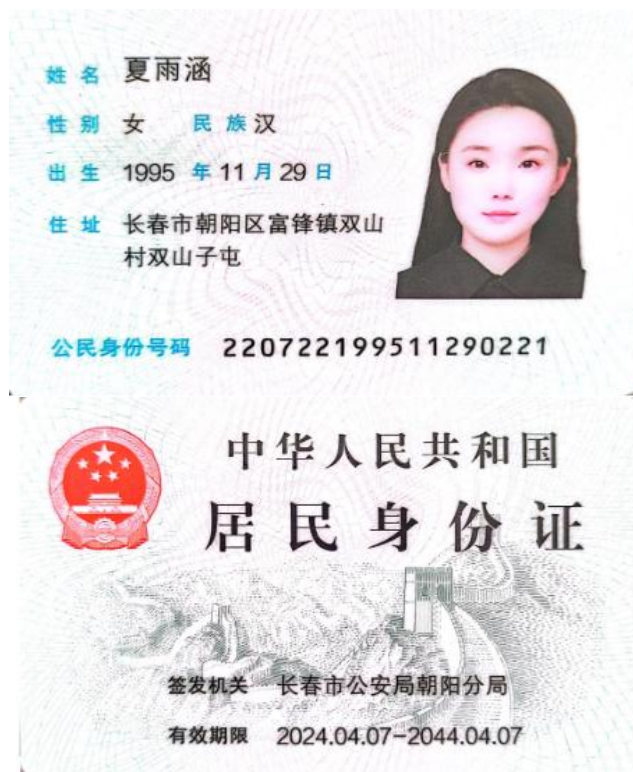 姓名 夏雨涵
性别 女 民族 汉
出生 1995 年 11 月 29 日
住址 长春市朝阳区富锋镇双山
村双山子屯
公民身份号码 220722199511290221
中华人民共和国
居民身份证
签发机关 长春市公安局朝阳分局
有效期限 2024.04.07-2044.04.07